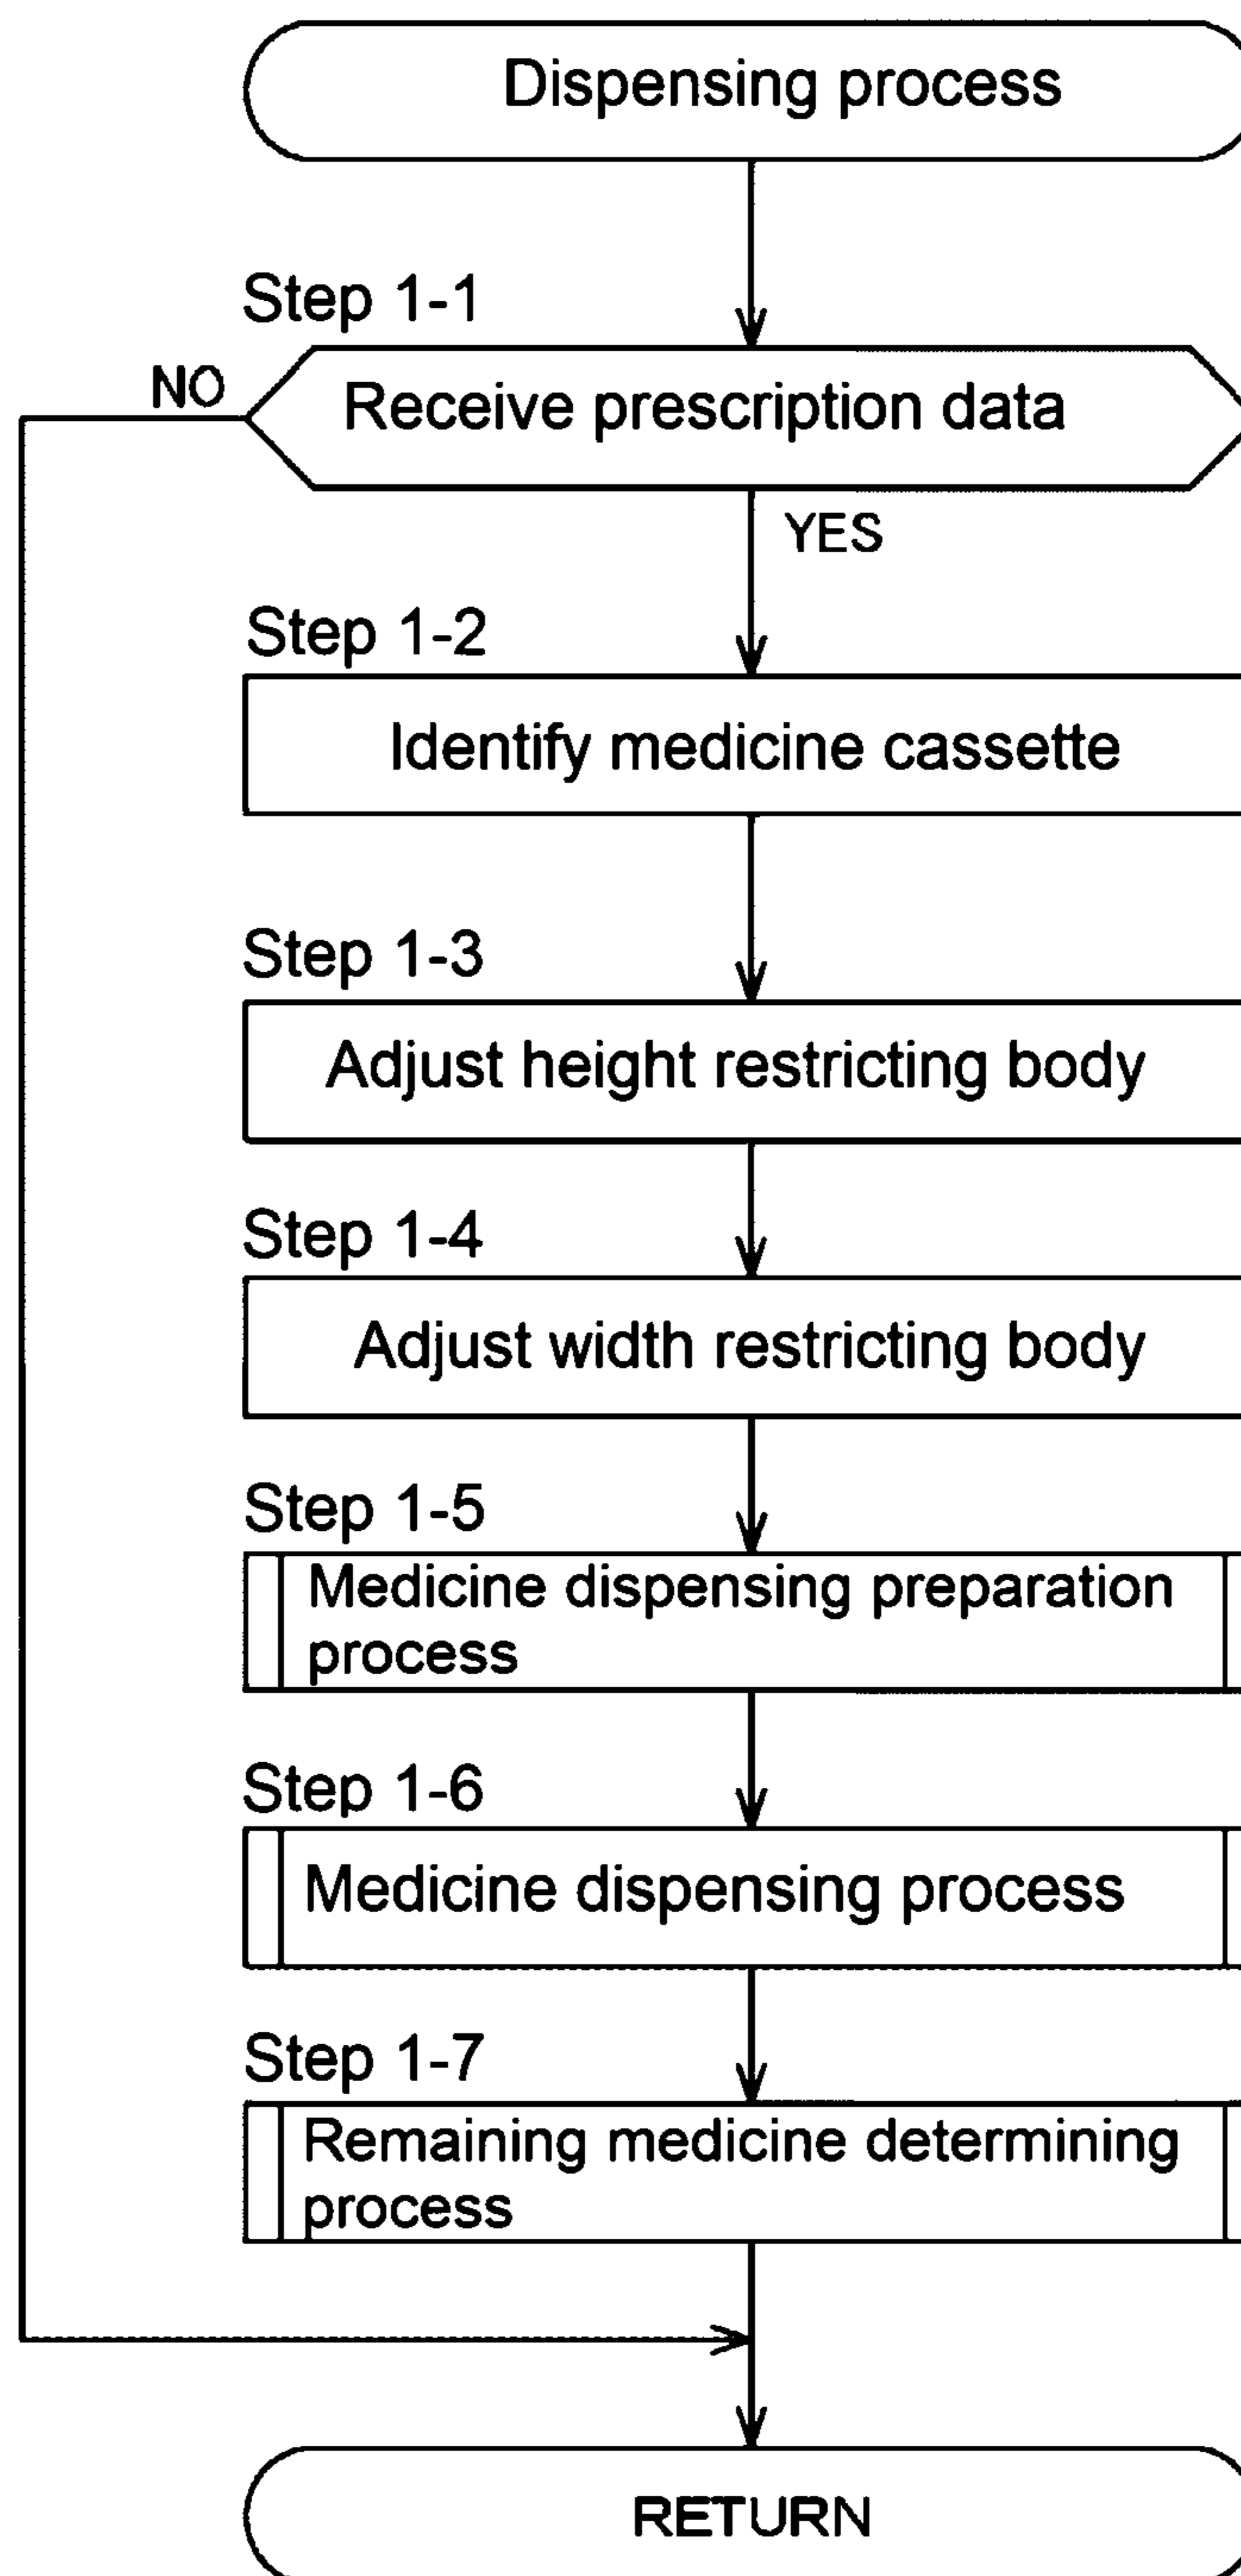 Dispensing process
Step 1-1
NO
Receive prescription data
YES
Step 1-2
Identify medicine cassette
Step 1-3
Adjust height restricting body
Step 1-4
Adjust width restricting body
Step 1-5
Medicine dispensing preparation
process
Step 1-6
Medicine dispensing process
Step 1-7
Remaining medicine determining
process
RETURN